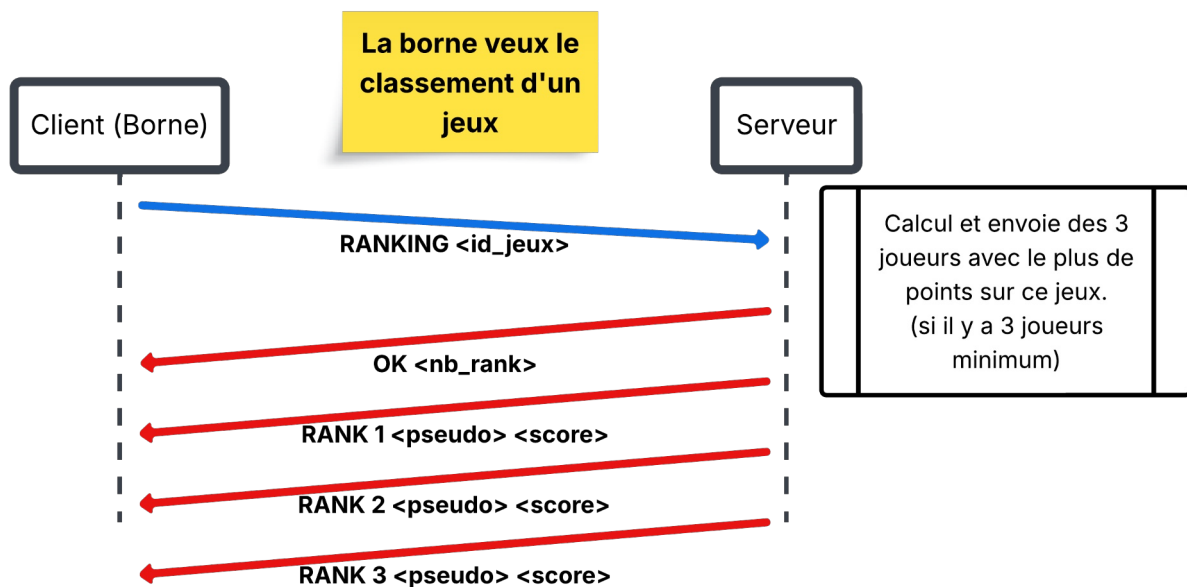 La borne veux le
classement d'un
jeux
Client (Borne)
Serveur
RANKING <id_jeux>
Calcul et envoie des 3
joueurs avec le plus de
points sur ce jeux.
(si il y a 3 joueurs
minimum)
OK <nb_rank>
RANK 1 <pseudo> <score>
RANK 2 <pseudo> <score>
RANK 3 <pseudo> <score>